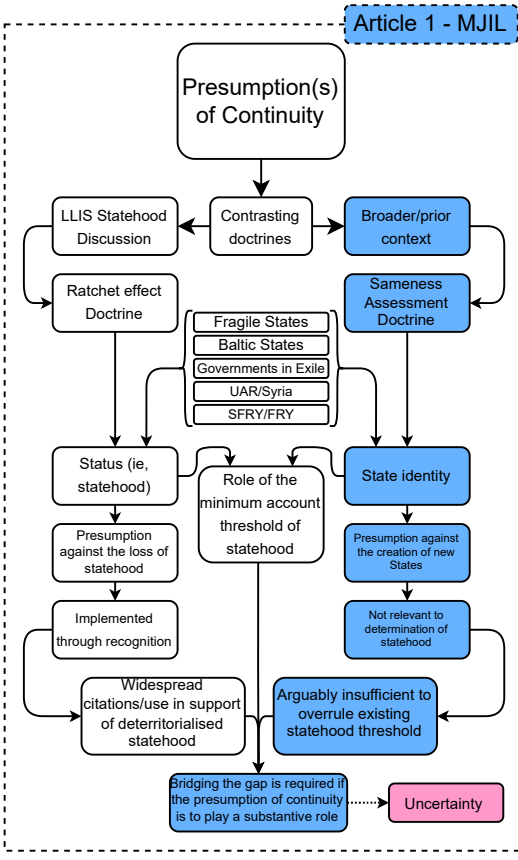 Article 1 - MJIL
Presumption(s)
of Continuity
LLIS Statehood
Discussion
Contrasting
doctrines
Broader/prior
context
Ratchet effect
Doctrine
Sameness
Assessment
Doctrine
Fragile States
Baltic States
Governments in Exile
UAR/Syria
SFRY/FRY
Status (ie,
statehood)
Role of the
minimum account
threshold of
statehood
State identity
Presumption
against the loss of
statehood
Presumption against
the creation of new
States
Implemented
through recognition
Not relevant to
determination of
statehood
Widespread
citations/use in support
of deterritorialised
statehood
Arguably insufficient to
overrule existing
statehood threshold
Bridging the gap is required if
the presumption of continuity
is to play a substantive role
Uncertainty